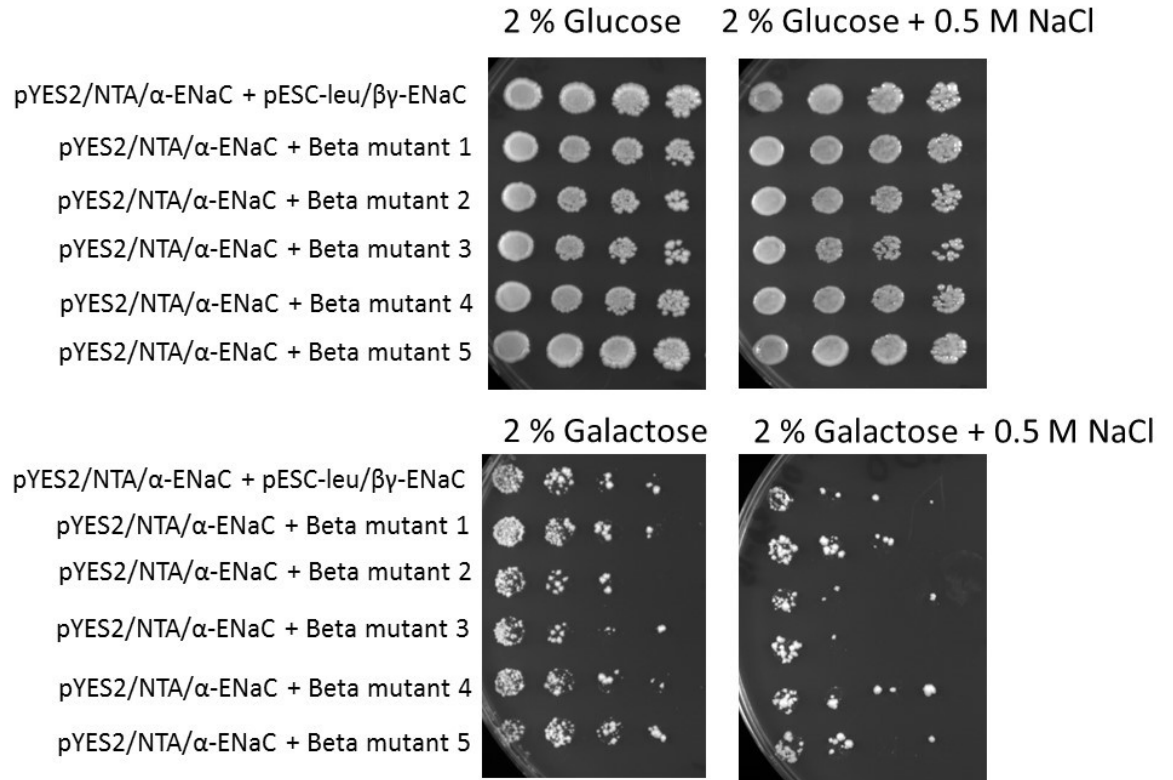 2 % Glucose
2 % Glucose + 0.5 M NaCl
pYES2/NTA/α-ENaC + pESC-leu/βγ-ENaC
pYES2/NTA/α-ENaC + Beta mutant 1
pYES2/NTA/α-ENaC + Beta mutant 2
pYES2/NTA/α-ENaC + Beta mutant 3
pYES2/NTA/α-ENaC + Beta mutant 4
pYES2/NTA/α-ENaC + Beta mutant 5
2 % Galactose
2 % Galactose + 0.5 M NaCl
pYES2/NTA/α-ENaC + pESC-leu/βγ-ENaC
pYES2/NTA/α-ENaC + Beta mutant 1
pYES2/NTA/α-ENaC + Beta mutant 2
pYES2/NTA/α-ENaC + Beta mutant 3
pYES2/NTA/α-ENaC + Beta mutant 4
pYES2/NTA/α-ENaC + Beta mutant 5